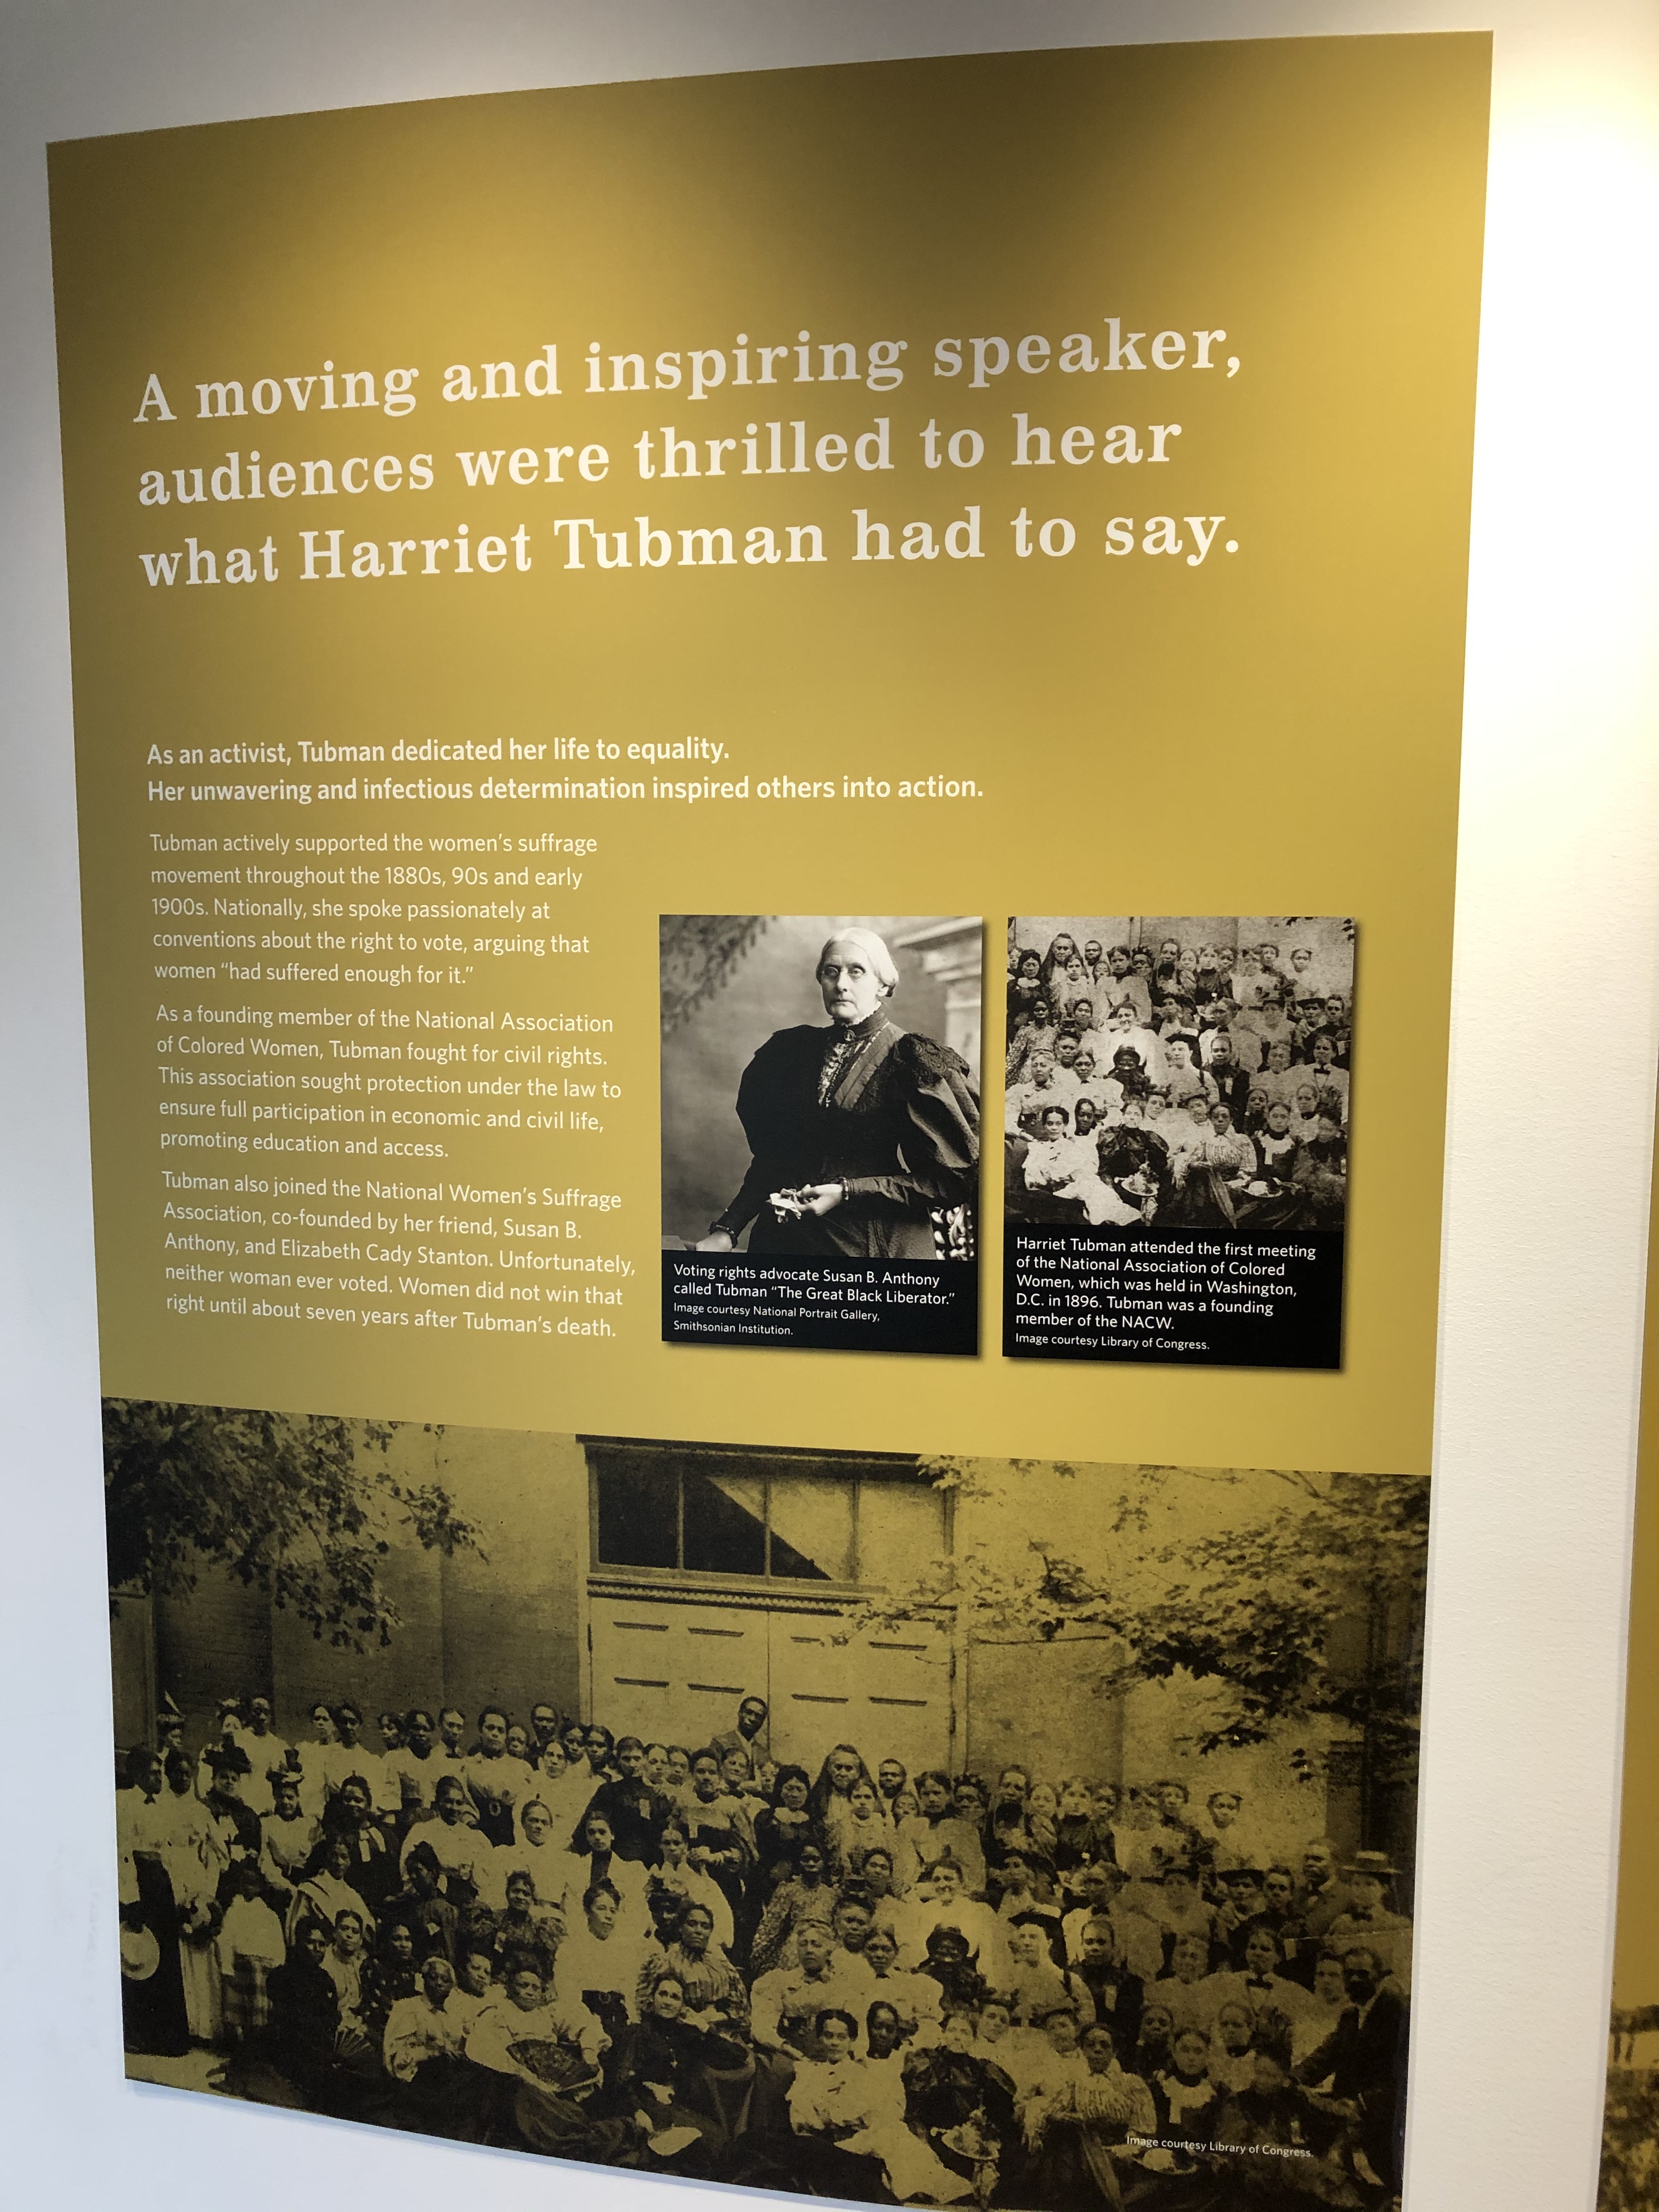 A moving and inspiring speaker,
audiences were thrilled to hear
what Harriet Tubman had to say.
As an activist, Tubman dedicated her life to equality.
Her unwavering and infectious determination inspired others into action.
Tubman actively supported the women's suffrage
movement throughout the 1880s, 90s and early
1900s. Nationally, she spoke passionately at
conventions about the right to vote, arguing that
women "had suffered enough for it."
As a founding member of the National Association
of Colored Women, Tubman fought for civil rights.
This association sought protection under the law to
ensure full participation in economic and civil life,
promoting education and access.
Tubman also joined the National Women's Suffrage
Association, co-founded by her friend, Susan B.
Anthony, and Elizabeth Cady Stanton. Unfortunately,
neither woman ever voted. Women did not win that
right until about seven years after Tubman's death.
Voting rights advocate Susan B. Anthony
called Tubman "The Great Black Liberator."
Image courtesy National Portrait Gallery,
Smithsonian Institution.
Harriet Tubman attended the first meeting
of the National Association of Colored
Women, which was held in Washington,
D.C. in 1896. Tubman was a founding
member of the NACW.
Image courtesy Library of Congress.
Image courtesy Library of Congress.